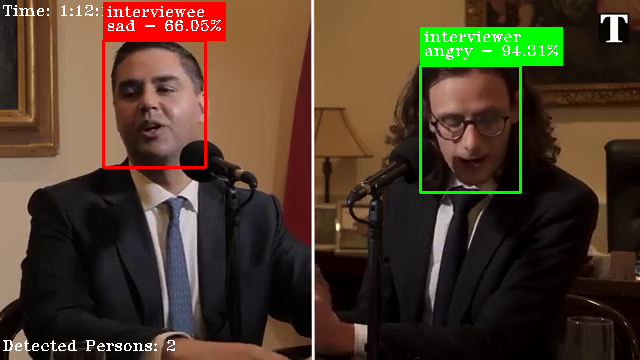 Time: 1:12:
interviewee
sad - 66.05%
interviewer
angry - 94.31%
T
Detected Persons: 2